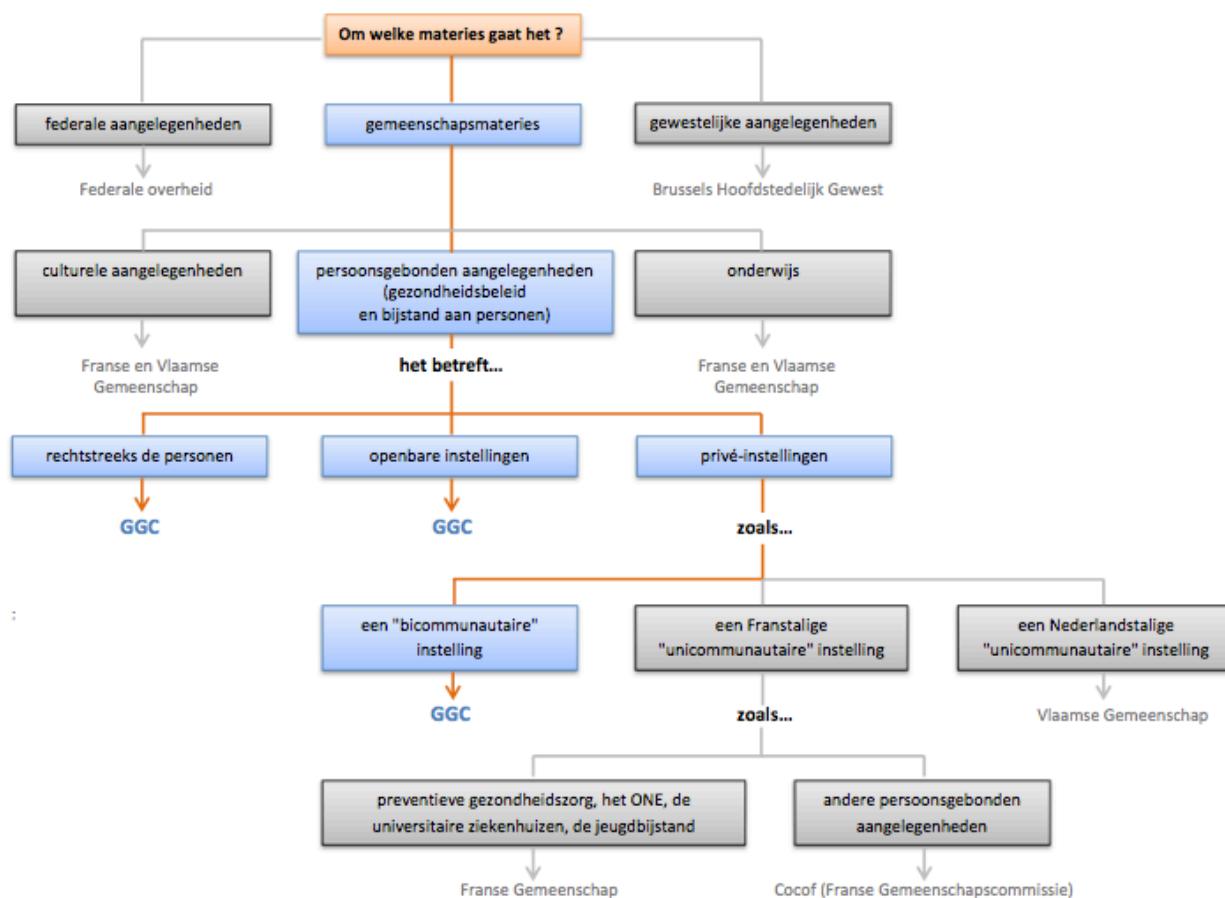 Om welke materies gaat het ?
federale aangelegenheden
gemeenschapsmateries
gewestelijke aangelegenheden
Federale overheid
Brussels Hoofdstedelijk Gewest
culturele aangelegenheden
persoonsgebonden aangelegenheden
(gezondheidsbeleid
en bijstand aan personen)
onderwijs
Franse en Vlaamse
Gemeenschap
het betreft...
Franse en Vlaamse
Gemeenschap
rechtstreeks de personen
openbare instellingen
privé-instellingen
GGC
GGC
zoals...
:
een "bicommunautaire"
instelling
een Franstalige
"unicommunautaire" instelling
een Nederlandstalige
"unicommunautaire" instelling
GGC
zoals...
Vlaamse Gemeenschap
preventieve gezondheidszorg, het ONE, de
universitaire ziekenhuizen, de jeugdbijstand
andere persoonsgebonden
aangelegenheden
Franse Gemeenschap
Cocof (Franse Gemeenschapscommissie)